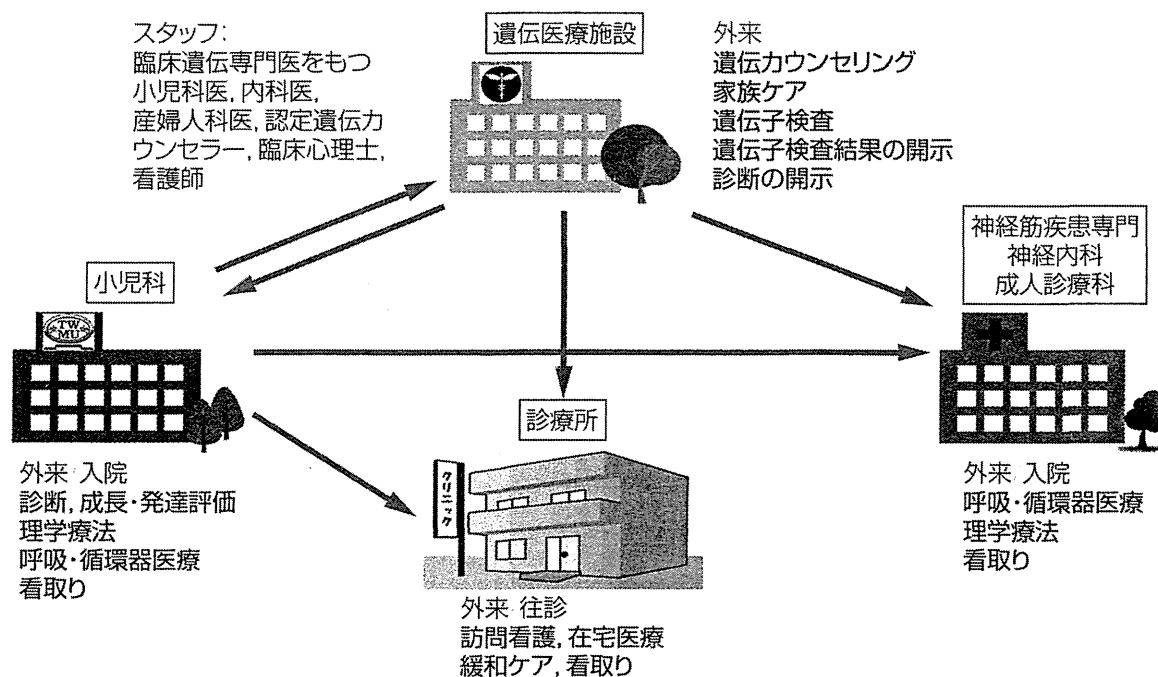 スタッフ:
臨床遺伝専門医をもつ
小児科医, 内科医,
産婦人科医, 認定遺伝カ
ウンセラー, 臨床心理士,
看護師
遺伝医療施設
外来
遺伝カウンセリング
家族ケア
遺伝子検査
遺伝子検査結果の開示
診断の開示
小児科
TW
MU
外来 入院
診断, 成長・発達評価
理学療法
呼吸・循環器医療
看取り
診療所
クリニック
外来 往診
訪問看護, 在宅医療
緩和ケア, 看取り
神経筋疾患専門
神経内科
成人診療科
外来 入院
呼吸・循環器医療
理学療法
看取り